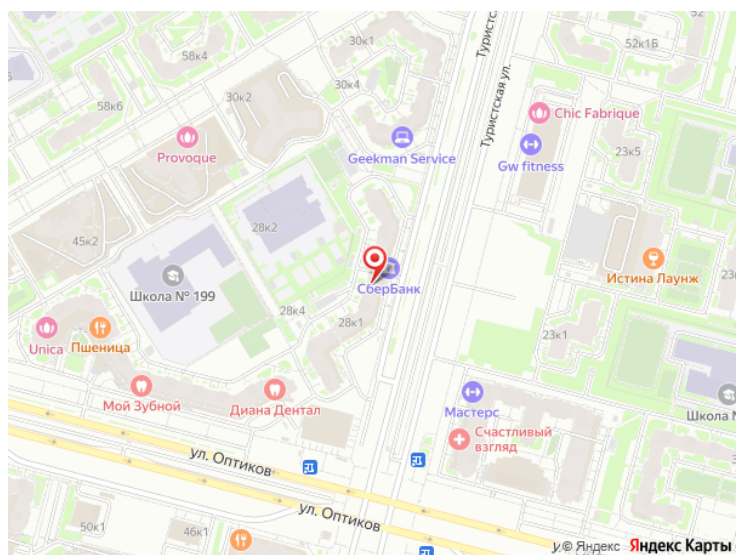 30к1
Туристская
58к4
52к1Б
30к4
58к6
30к2
Туристская ул.
Chic Fabrique
Provoque
Geekman Service
Gw fitness
23к5
28к2
45к2
Школа № 199
СберБанк
Истина Лаунж
28к4
28к1
23к1
Unica
Пшеница
Мой Зубной
Диана Дентал
Мастерс
Школа №
Счастливый
взгляд
ул. Оптиков
ул. Оптиков
50к1
46к1
© Яндекс Яндекс Карты